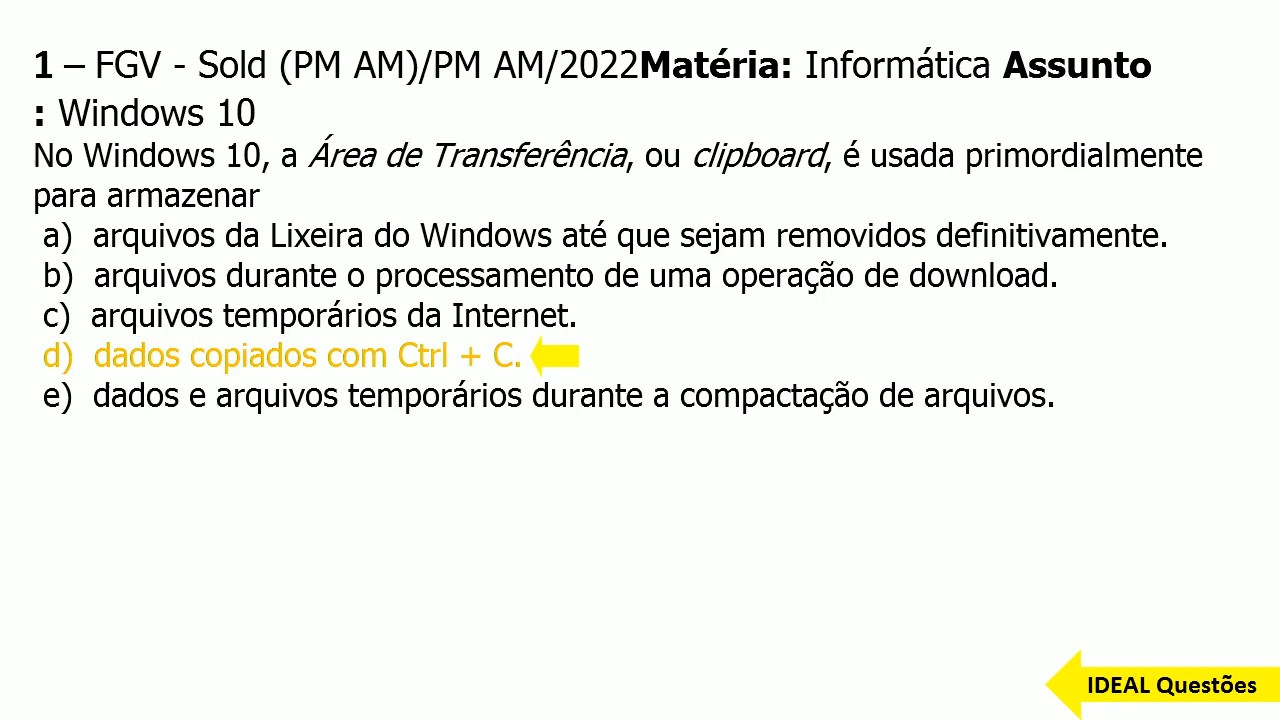 1 – FGV - Sold (PM AM)/PM AM/2022Matéria: Informática Assunto
: Windows 10
No Windows 10, a Área de Transferência, ou clipboard, é usada primordialmente
para armazenar
a) arquivos da Lixeira do Windows até que sejam removidos definitivamente.
b) arquivos durante o processamento de uma operação de download.
c) arquivos temporários da Internet.
d) dados copiados com Ctrl + C.
e) dados e arquivos temporários durante a compactação de arquivos.
IDEAL Questões